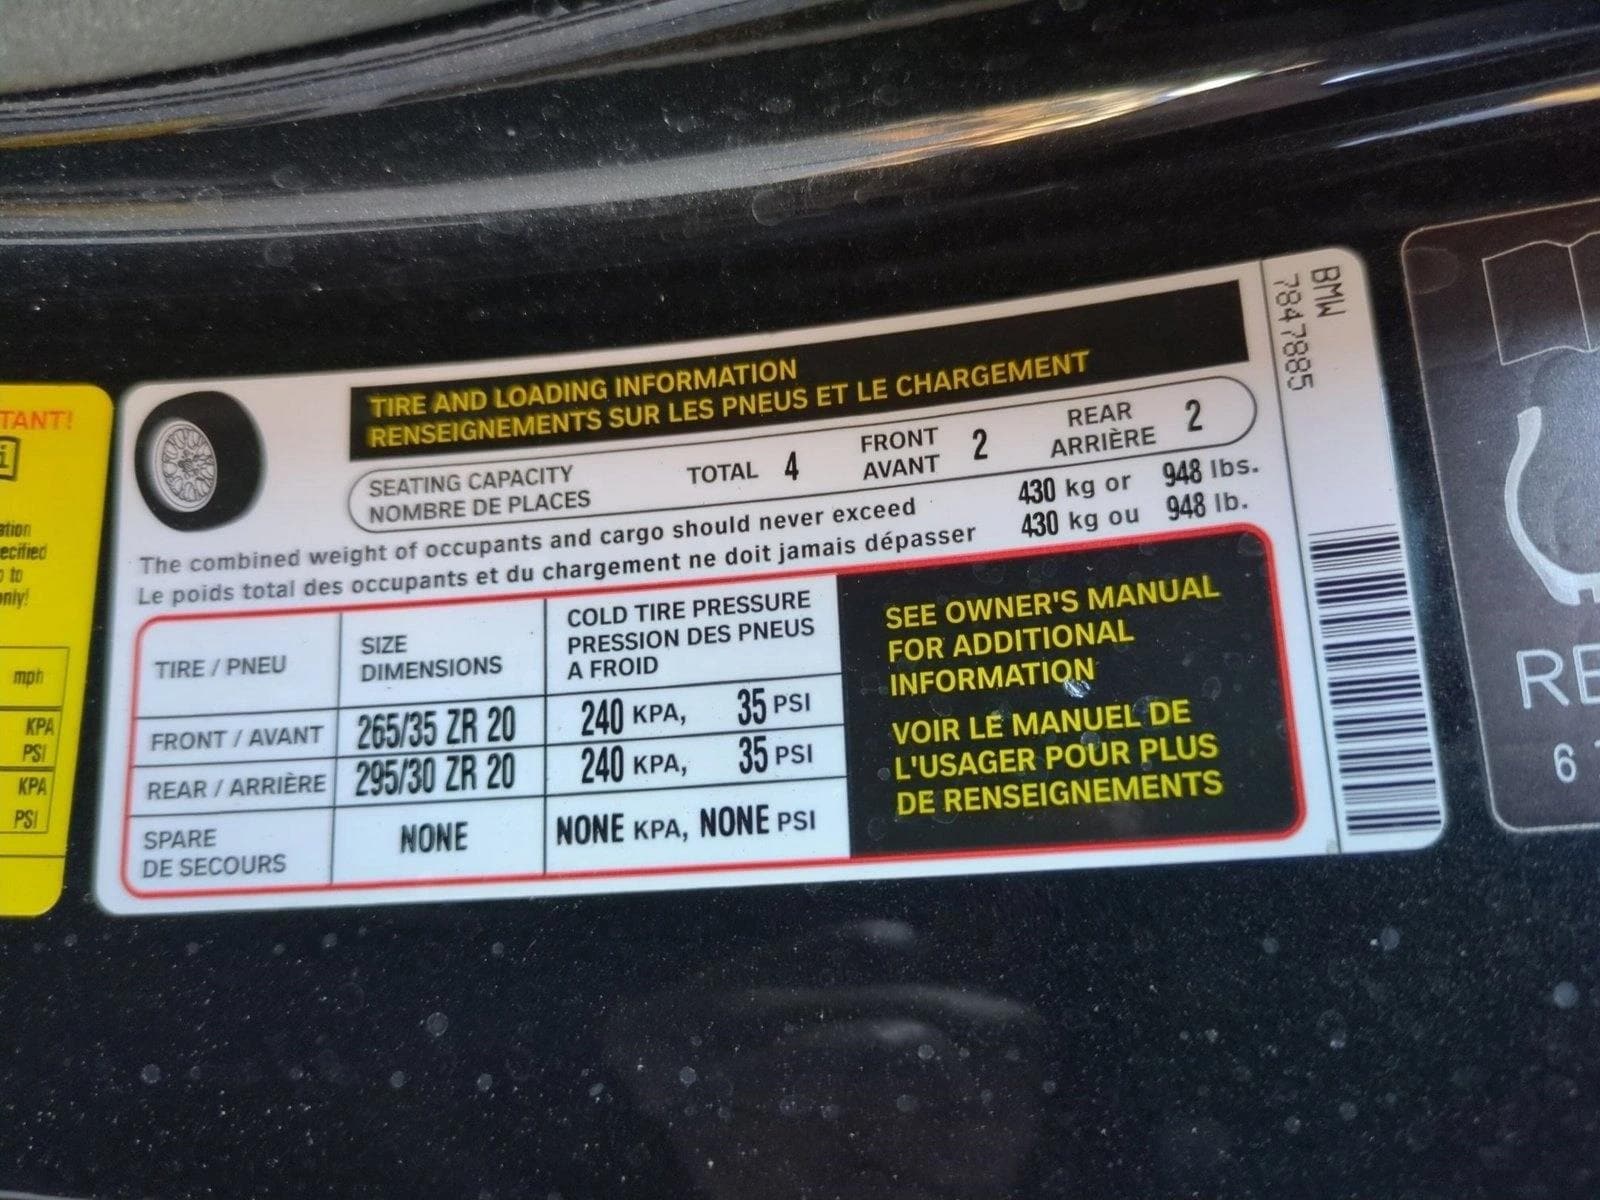 TANT!
i
ation
ecified
to
only!
mph
KPA
PSI
KPA
PSI
TIRE AND LOADING INFORMATION
RENSEIGNEMENTS SUR LES PNEUS ET LE CHARGEMENT
SEATING CAPACITY
NOMBRE DE PLACES
TOTAL 4
FRONT
AVANT
2
REAR
ARRIÈRE
2
The combined weight of occupants and cargo should never exceed 430 kg or 948 lbs.
Le poids total des occupants et du chargement ne doit jamais dépasser 430 kg ou 948 lb.
TIRE / PNEU
SIZE
DIMENSIONS
COLD TIRE PRESSURE
PRESSION DES PNEUS
A FROID
FRONT / AVANT 265/35 ZR 20 240 KPA, 35 PSI
REAR / ARRIÈRE 295/30 ZR 20 240 KPA, 35 PSI
SPARE
DE SECOURS
NONE NONE KPA, NONE PSI
SEE OWNER'S MANUAL
FOR ADDITIONAL
INFORMATION
VOIR LE MANUEL DE
L'USAGER POUR PLUS
DE RENSEIGNEMENTS
BMW
7847885
RE
6